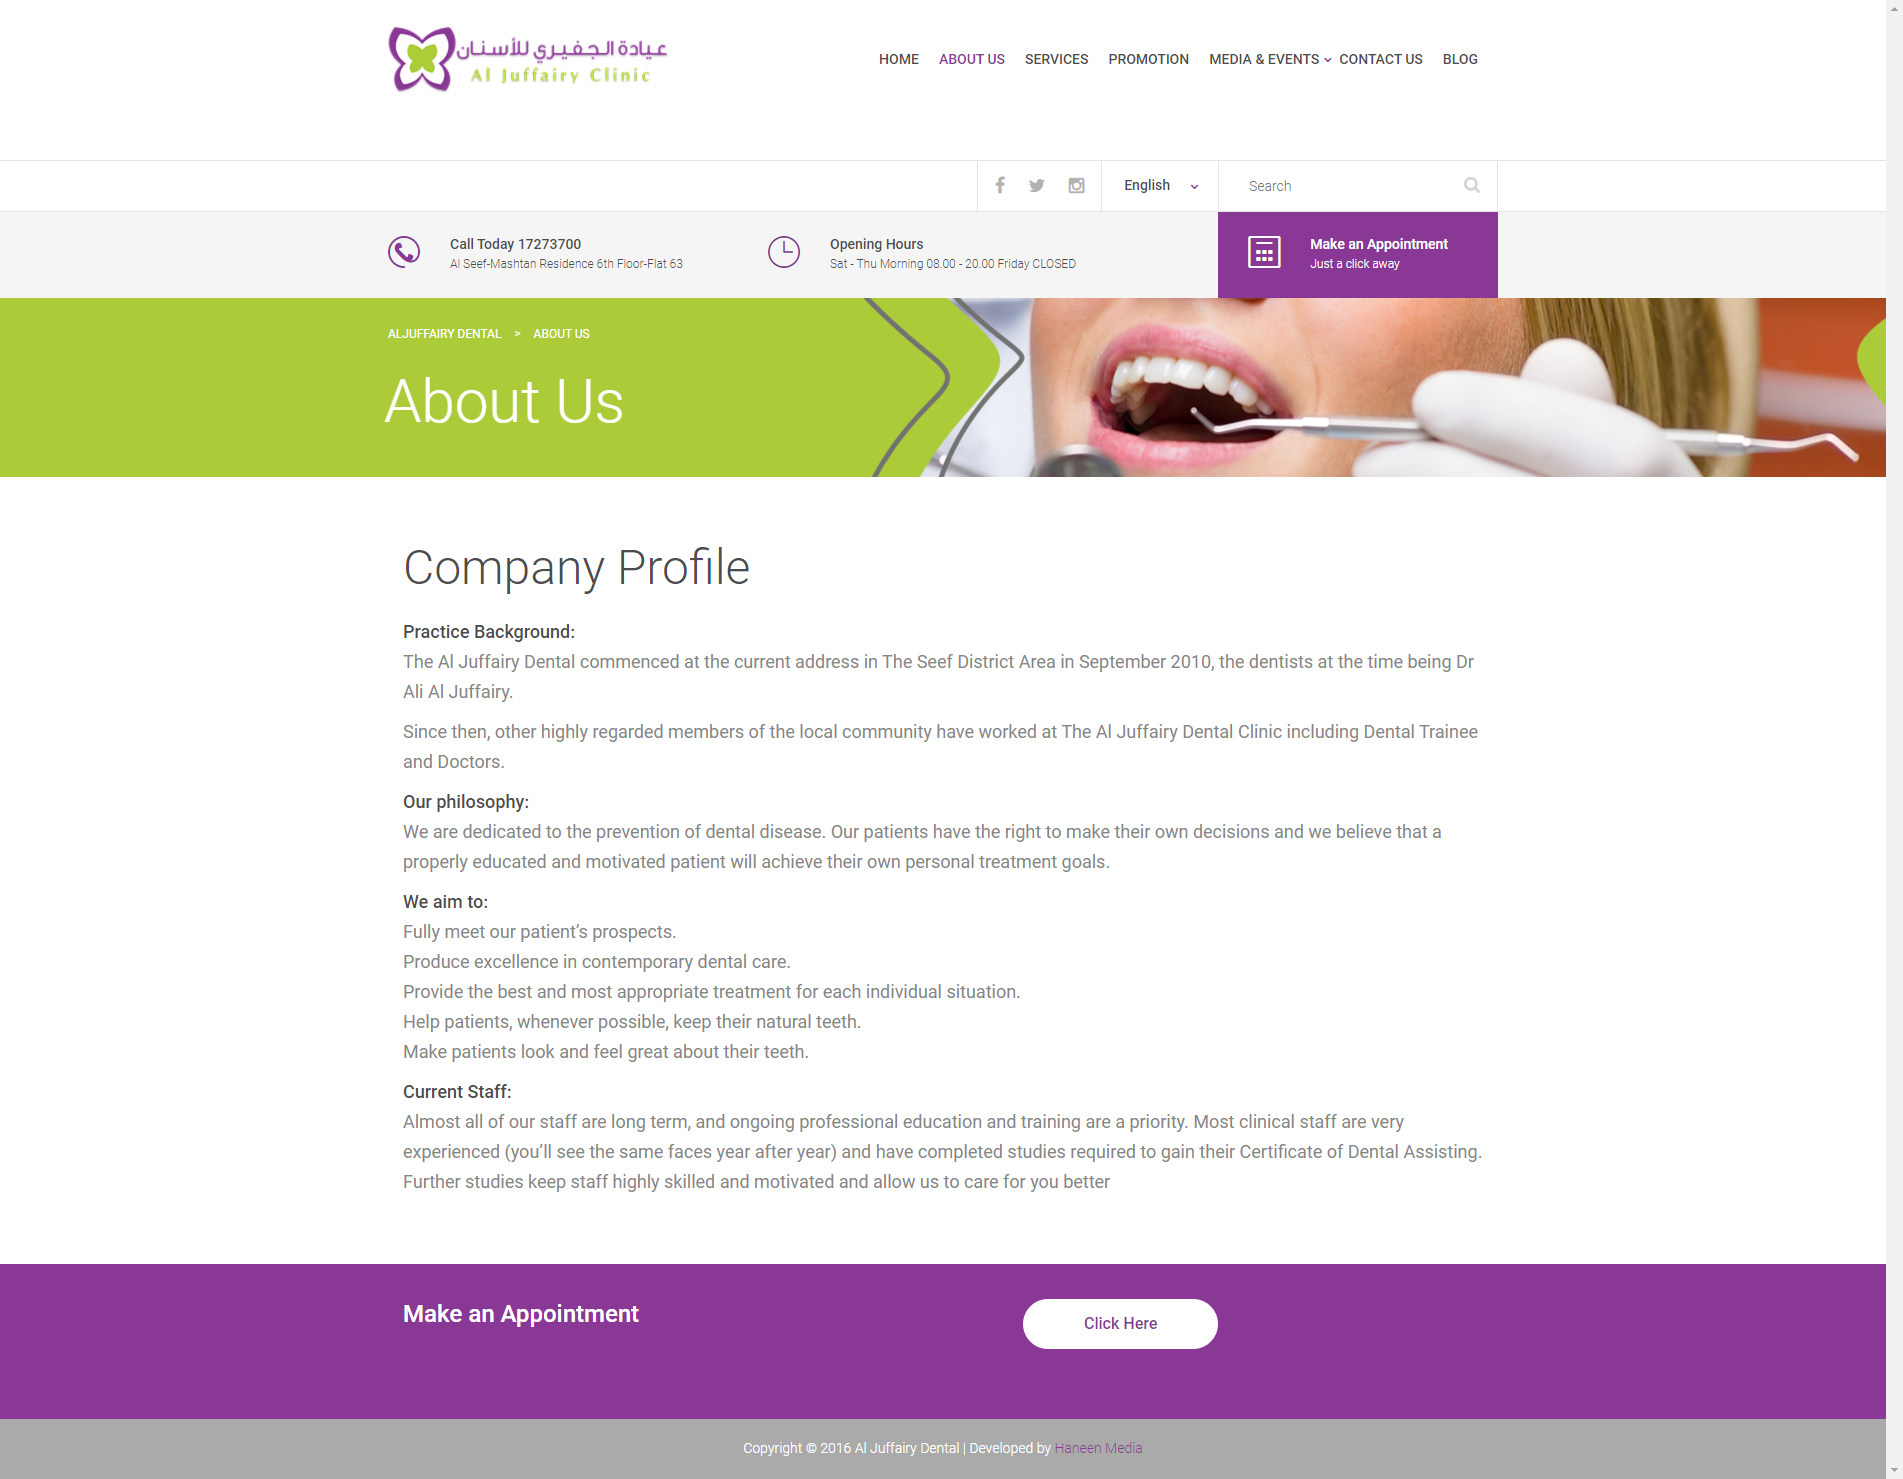 عيادة الجفيري للأسنان
Al Juffairy Clinic
HOME
ABOUT US
SERVICES
PROMOTION
MEDIA & EVENTS
CONTACT US
BLOG
English
Search
Call Today 17273700
Al Seef-Mashtan Residence 6th Floor-Flat 63
Opening Hours
Sat - Thu Morning 08.00 - 20.00 Friday CLOSED
Make an Appointment
Just a click away
ALJUFFAIRY DENTAL > ABOUT US
About Us
Company Profile
Practice Background:
The Al Juffairy Dental commenced at the current address in The Seef District Area in September 2010, the dentists at the time being Dr
Ali Al Juffairy.
Since then, other highly regarded members of the local community have worked at The Al Juffairy Dental Clinic including Dental Trainee
and Doctors.
Our philosophy:
We are dedicated to the prevention of dental disease. Our patients have the right to make their own decisions and we believe that a
properly educated and motivated patient will achieve their own personal treatment goals.
We aim to:
Fully meet our patient’s prospects.
Produce excellence in contemporary dental care.
Provide the best and most appropriate treatment for each individual situation.
Help patients, whenever possible, keep their natural teeth.
Make patients look and feel great about their teeth.
Current Staff:
Almost all of our staff are long term, and ongoing professional education and training are a priority. Most clinical staff are very
experienced (you’ll see the same faces year after year) and have completed studies required to gain their Certificate of Dental Assisting.
Further studies keep staff highly skilled and motivated and allow us to care for you better
Make an Appointment
Click Here
Copyright © 2016 Al Juffairy Dental | Developed by Haneen Media